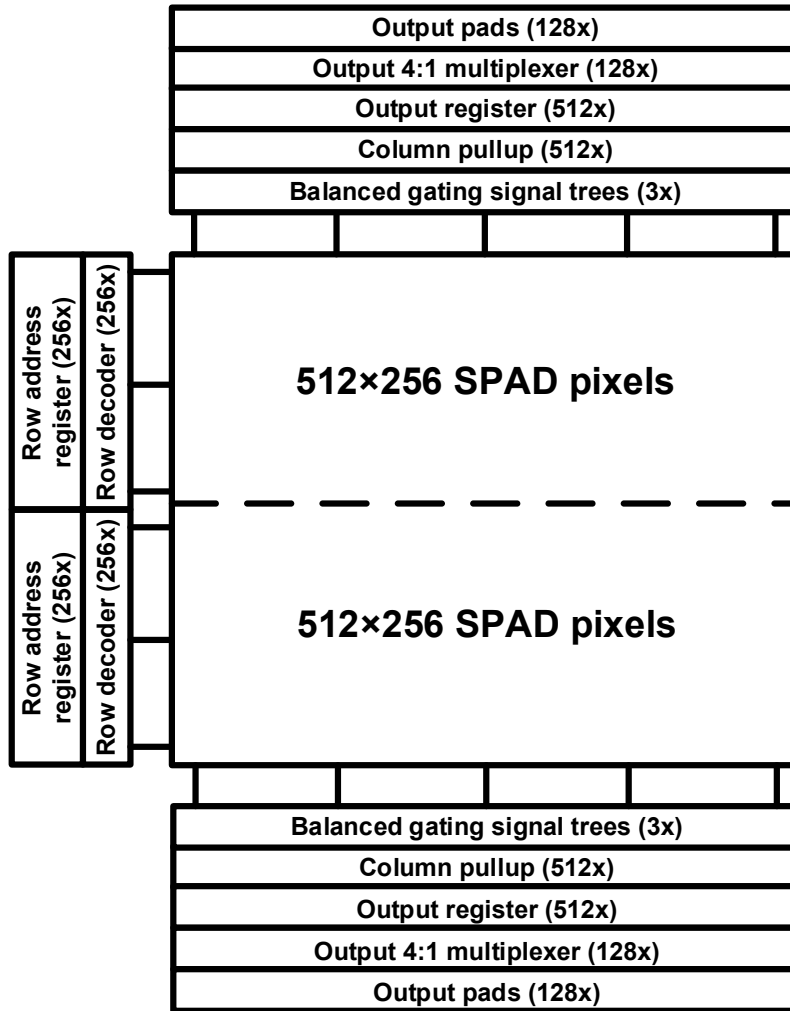 Output pads (128x)
Output 4:1 multiplexer (128x)
Output register (512x)
Column pullup (512x)
Balanced gating signal trees (3x)
Row address
register (256x)
Row decoder (256x)
512×256 SPAD pixels
Row address
register (256x)
Row decoder (256x)
512×256 SPAD pixels
Balanced gating signal trees (3x)
Column pullup (512x)
Output register (512x)
Output 4:1 multiplexer (128x)
Output pads (128x)